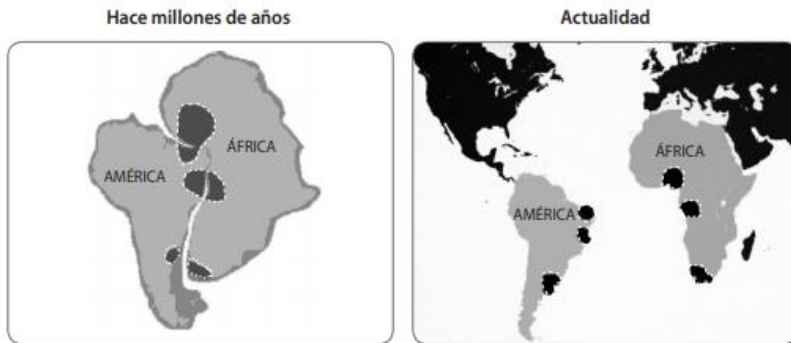 Hace millones de años
Actualidad
AMÉRICA
ÁFRICA
AMÉRICA
ÁFRICA